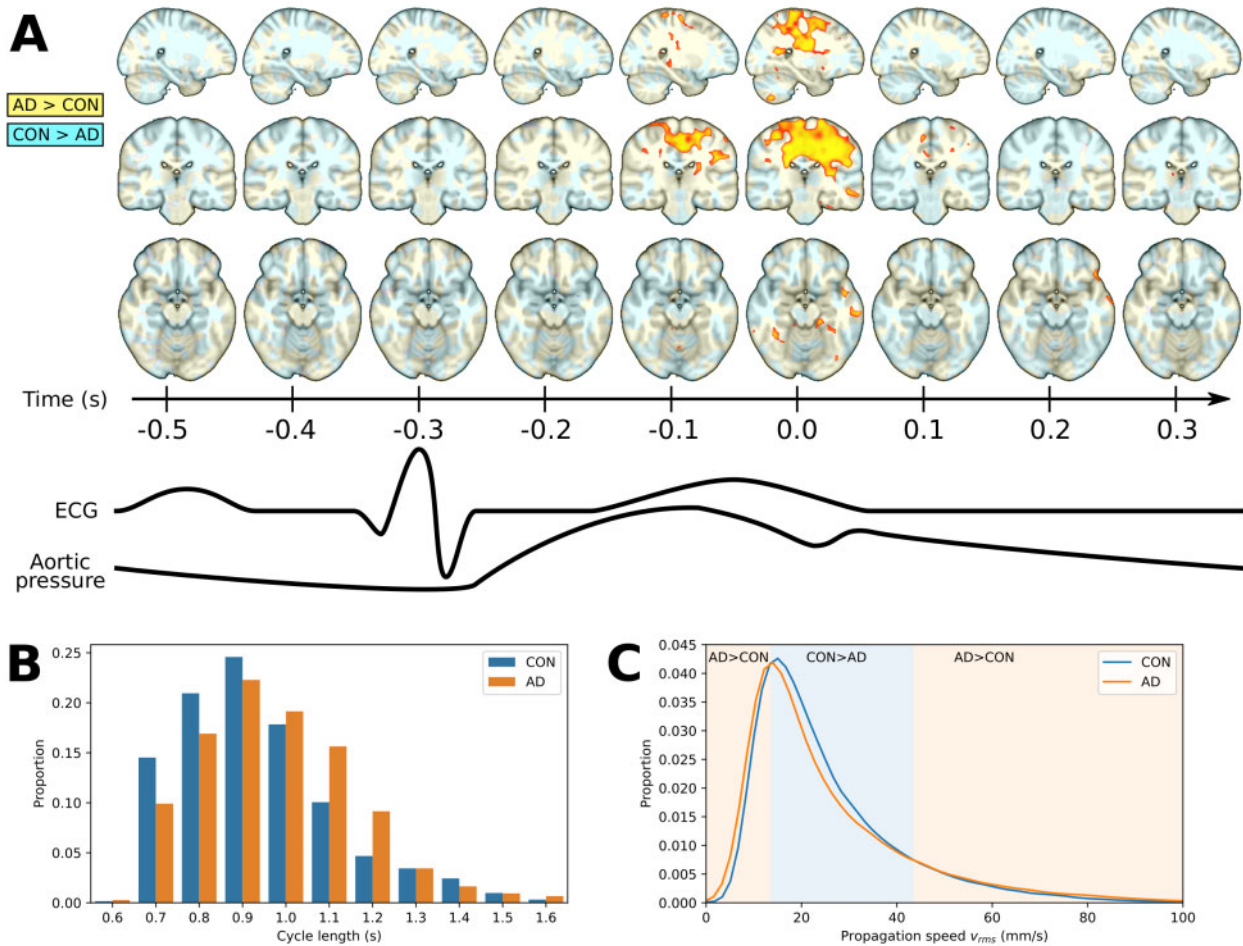 A
AD > CON
CON > AD
Time (s)
-0.5 -0.4 -0.3 -0.2 -0.1 0.0 0.1 0.2 0.3
ECG
Aortic
pressure
B
0.25
0.20
0.15
0.10
0.05
0.00
Proportion
CON
AD
0.6 0.7 0.8 0.9 1.0 1.1 1.2 1.3 1.4 1.5 1.6
Cycle length (s)
C
0.045
0.040
0.035
0.030
0.025
0.020
0.015
0.010
0.005
0.000
Proportion
AD>CON CON>AD AD>CON
CON
AD
0 20 40 60 80 100
Propagation speed vrms (mm/s)